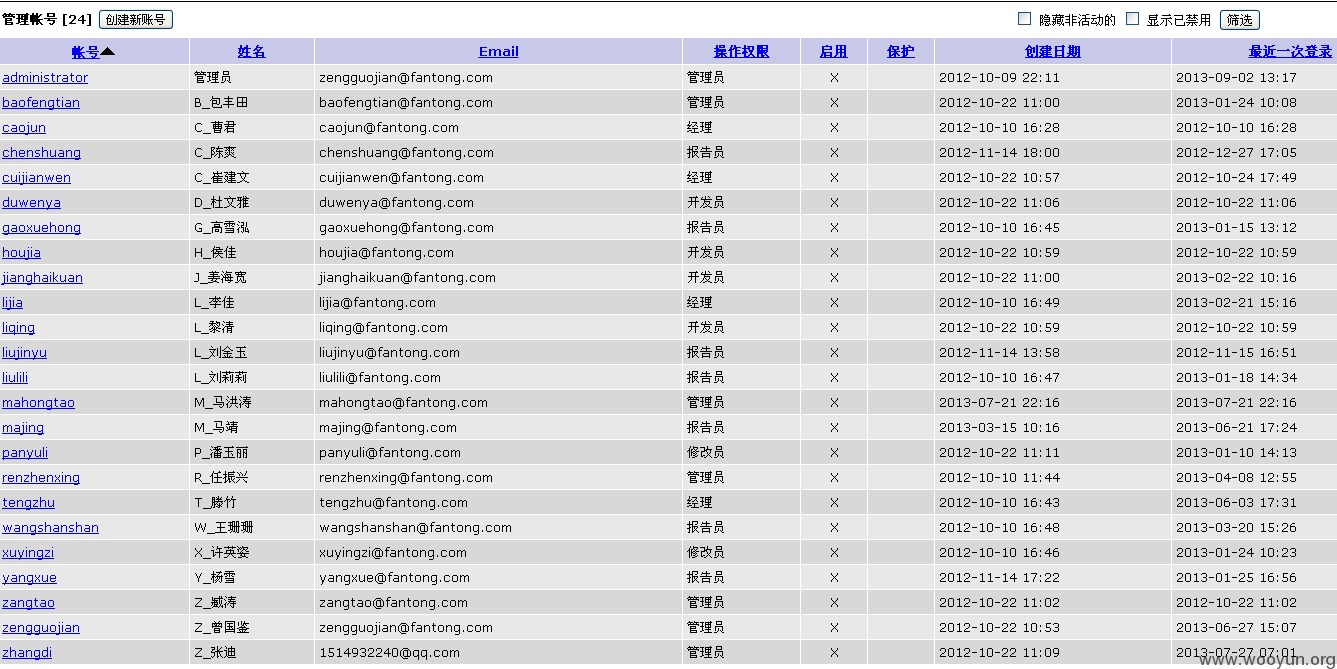 管理帐号 [24] 创建新账号 隐藏非活动的 显示已禁用 筛选
帐号 姓名 Email 操作权限 启用 保护 创建日期 最近一次登录
administrator 管理员 zengguojian@fantong.com 管理员 X 2012-10-09 22:11 2013-09-02 13:17
baofengtian B_包丰田 baofengtian@fantong.com 管理员 X 2012-10-22 11:00 2013-01-24 10:08
caojun C_曹君 caojun@fantong.com 经理 X 2012-10-10 16:28 2012-10-10 16:28
chenshuang C_陈爽 chenshuang@fantong.com 报告员 X 2012-11-14 18:00 2012-12-27 17:05
cuijianwen C_崔建文 cuijianwen@fantong.com 经理 X 2012-10-22 10:57 2012-10-24 17:49
duwenya D_杜文雅 duwenya@fantong.com 开发员 X 2012-10-22 11:06 2012-10-22 11:06
gaoxuehong G_高雪泓 gaoxuehong@fantong.com 报告员 X 2012-10-10 16:45 2013-01-15 13:12
houjia H_侯佳 houjia@fantong.com 开发员 X 2012-10-22 10:59 2012-10-22 10:59
jianghaikuan J_姜海宽 jianghaikuan@fantong.com 开发员 X 2012-10-22 11:00 2013-02-22 10:16
lijia L_李佳 lijia@fantong.com 经理 X 2012-10-10 16:49 2013-02-21 15:16
liqing L_黎清 liqing@fantong.com 开发员 X 2012-10-22 10:59 2012-10-22 10:59
liujinyu L_刘金玉 liujinyu@fantong.com 报告员 X 2012-11-14 13:58 2012-11-15 16:51
liulili L_刘莉莉 liulili@fantong.com 报告员 X 2012-10-10 16:47 2013-01-18 14:34
mahongtao M_马洪涛 mahongtao@fantong.com 管理员 X 2013-07-21 22:16 2013-07-21 22:16
majing M_马靖 majing@fantong.com 报告员 X 2013-03-15 10:16 2013-06-21 17:24
panyuli P_潘玉丽 panyuli@fantong.com 修改员 X 2012-10-22 11:11 2013-01-10 14:13
renzhenxing R_任振兴 renzhenxing@fantong.com 管理员 X 2012-10-10 11:44 2013-04-08 12:55
tengzhu T_滕竹 tengzhu@fantong.com 经理 X 2012-10-10 16:43 2013-06-03 17:31
wangshanshan W_王珊珊 wangshanshan@fantong.com 报告员 X 2012-10-10 16:48 2013-03-20 15:26
xuyingzi X_许英姿 xuyingzi@fantong.com 修改员 X 2012-10-10 16:46 2013-01-24 10:23
yangxue Y_杨雪 yangxue@fantong.com 报告员 X 2012-11-14 17:22 2013-01-25 16:56
zangtao Z_臧涛 zangtao@fantong.com 管理员 X 2012-10-22 11:02 2012-10-22 11:02
zengguojian Z_曾国鉴 zengguojian@fantong.com 管理员 X 2012-10-22 10:53 2013-06-27 15:07
zhangdi Z_张迪 1514932240@qq.com 管理员 X 2012-10-22 11:09 2013-07-27 07:01
www.wooyun.org